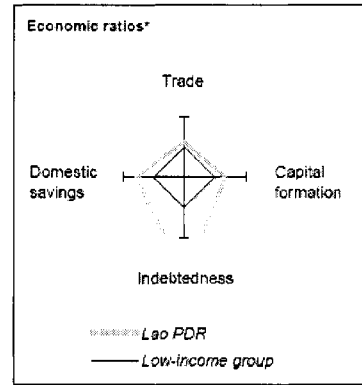 Economic ratios*
Trade
Domestic
savings
Capital
formation
Indebtedness
Lao PDR
Low-income group